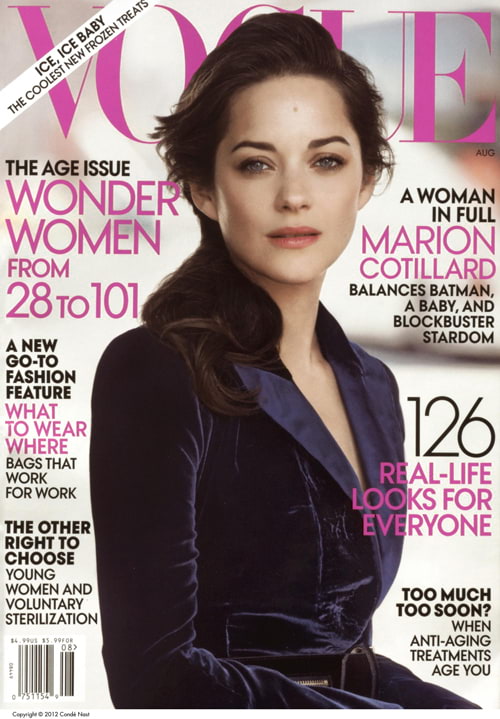 ICE, ICE BABY
THE COOLEST NEW FROZEN TREATS
VOGUE
AUG
THE AGE ISSUE
WONDER
WOMEN
FROM
28 TO 101
A NEW
GO-TO
FASHION
FEATURE
WHAT
TO WEAR
WHERE
BAGS THAT
WORK
FOR WORK
THE OTHER
RIGHT TO
CHOOSE
YOUNG
WOMEN AND
VOLUNTARY
STERILIZATION
A WOMAN
IN FULL
MARION
COTILLARD
BALANCES BATMAN,
A BABY, AND
BLOCKBUSTER
STARDOM
126
REAL-LIFE
LOOKS FOR
EVERYONE
TOO MUCH
TOO SOON?
WHEN
ANTI-AGING
TREATMENTS
AGE YOU
$4.99US $5.99FOR
08>
0 751154 9
Copyright © 2012 Condé Nast